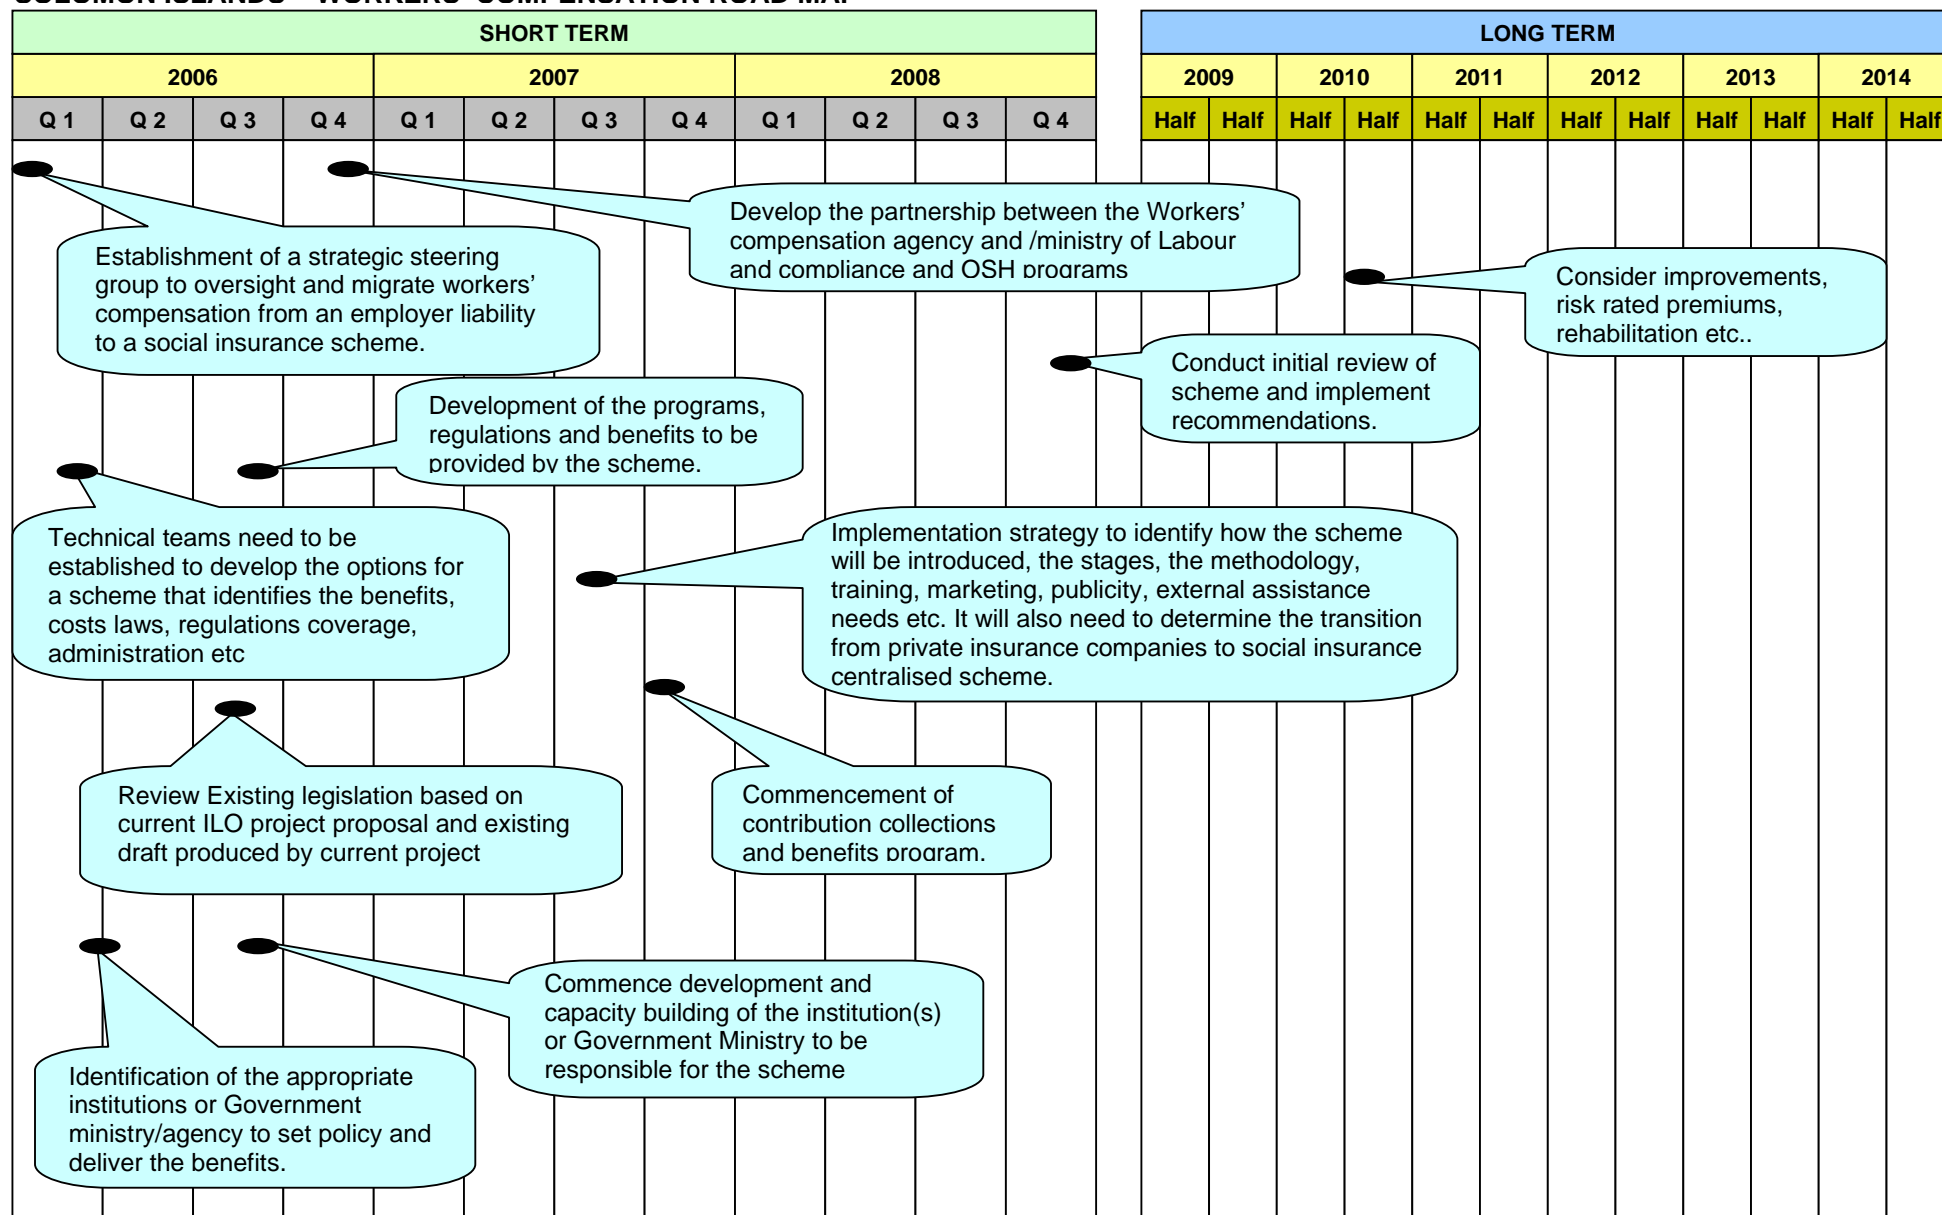 SOLOMON ISLANDS – WORKERS' COMPENSATION ROAD MAP
SHORT TERM
LONG TERM
2006
2007
2008
2009
2010
2011
2012
2013
2014
Q 1
Q 2
Q 3
Q 4
Q 1
Q 2
Q 3
Q 4
Q 1
Q 2
Q 3
Q 4
Half
Half
Half
Half
Half
Half
Half
Half
Half
Half
Half
Half
Develop the partnership between the Workers’
compensation agency and /ministry of Labour
and compliance and OSH programs
Establishment of a strategic steering
group to oversight and migrate workers’
compensation from an employer liability
to a social insurance scheme.
Consider improvements,
risk rated premiums,
rehabilitation etc..
Conduct initial review of
scheme and implement
recommendations.
Development of the programs,
regulations and benefits to be
provided by the scheme.
Technical teams need to be
established to develop the options for
a scheme that identifies the benefits,
costs laws, regulations coverage,
administration etc
Implementation strategy to identify how the scheme
will be introduced, the stages, the methodology,
training, marketing, publicity, external assistance
needs etc. It will also need to determine the transition
from private insurance companies to social insurance
centralised scheme.
Review Existing legislation based on
current ILO project proposal and existing
draft produced by current project
Commencement of
contribution collections
and benefits program.
Commence development and
capacity building of the institution(s)
or Government Ministry to be
responsible for the scheme
Identification of the appropriate
institutions or Government
ministry/agency to set policy and
deliver the benefits.